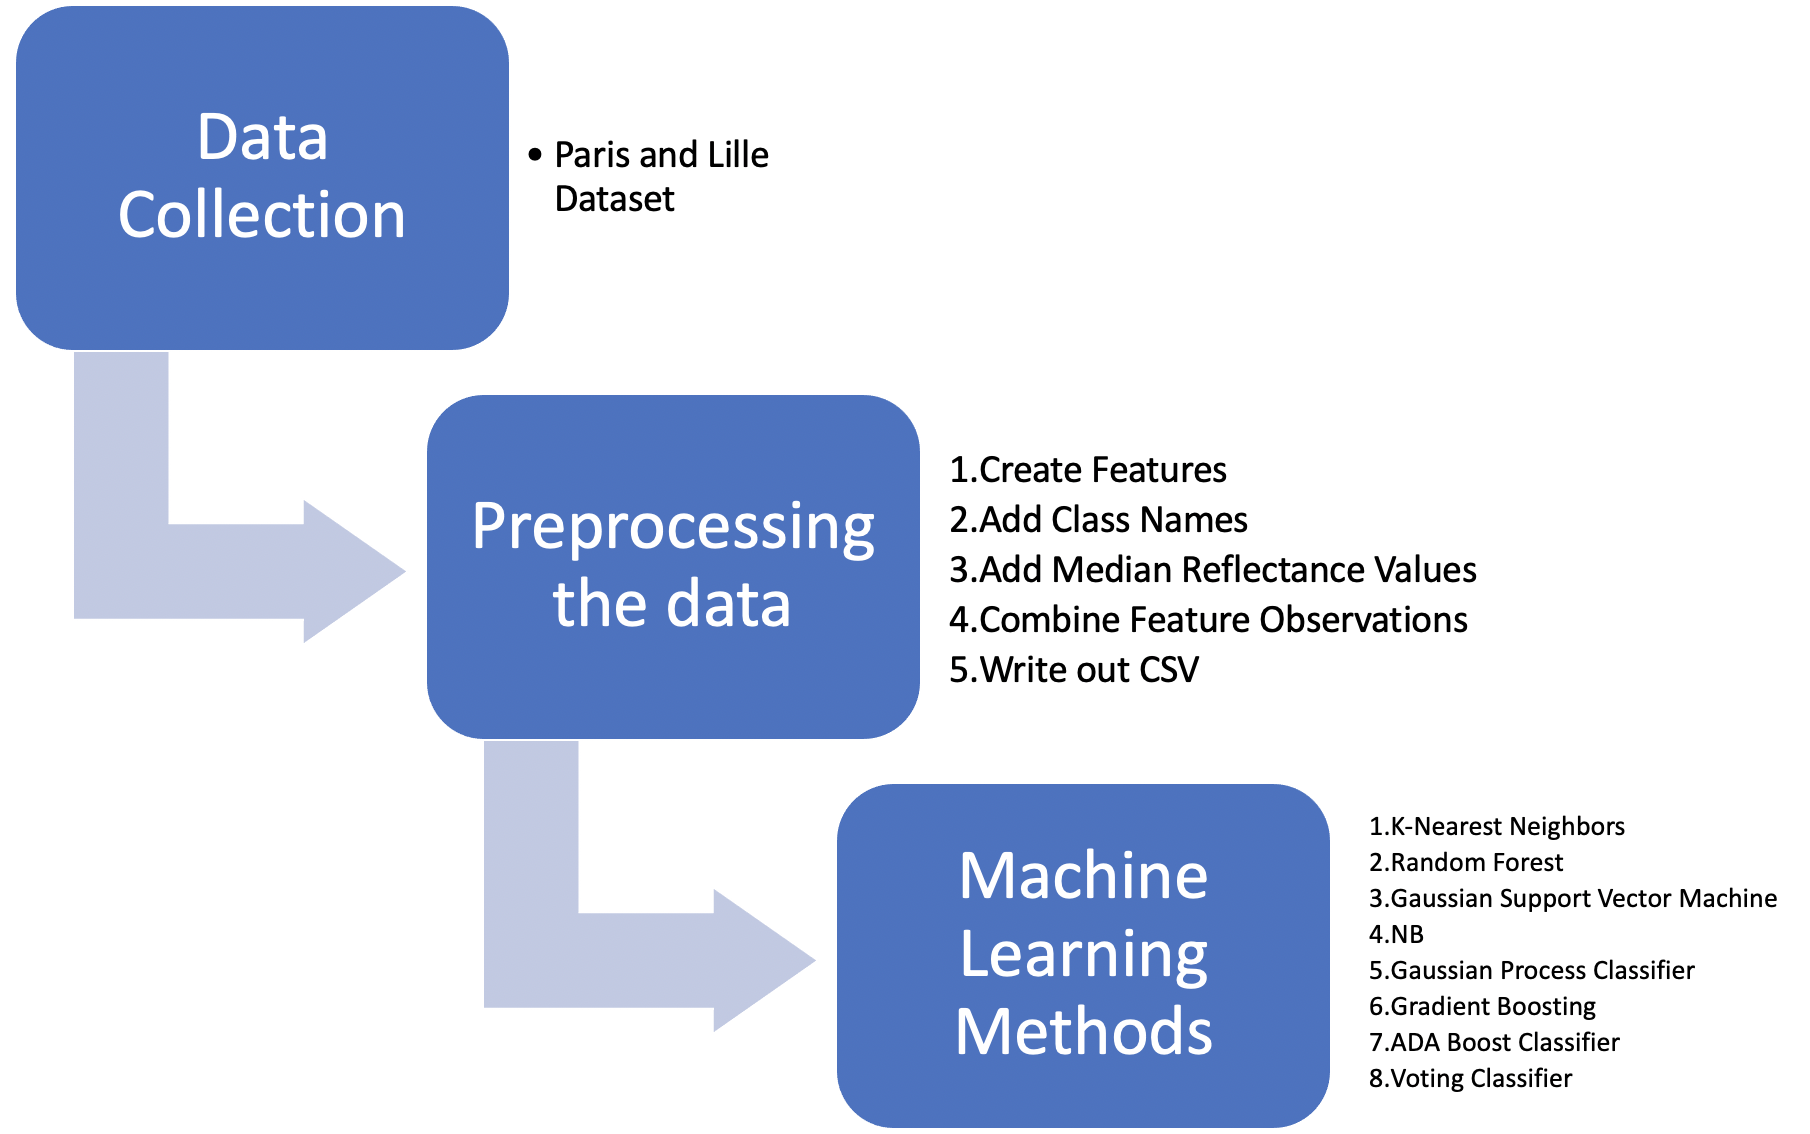 Data
Collection
• Paris and Lille
Dataset
Preprocessing
the data
1.Create Features
2.Add Class Names
3.Add Median Reflectance Values
4.Combine Feature Observations
5.Write out CSV
Machine
Learning
Methods
1.K-Nearest Neighbors
2.Random Forest
3.Gaussian Support Vector Machine
4.NB
5.Gaussian Process Classifier
6.Gradient Boosting
7.ADA Boost Classifier
8.Voting Classifier